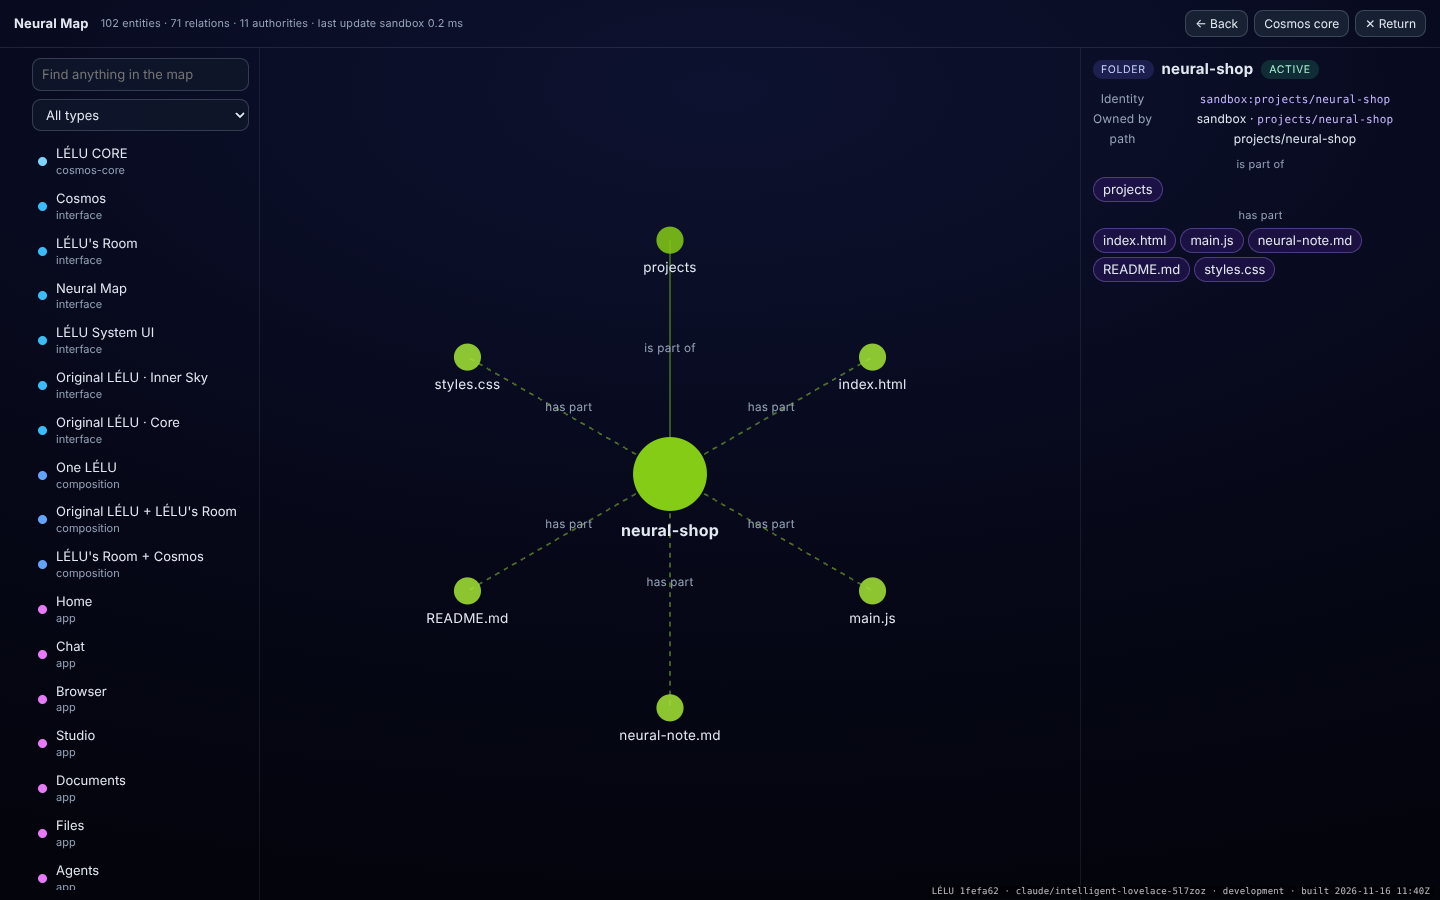 Neural Map 102 entities · 71 relations · 11 authorities · last update sandbox 0.2 ms
← Back Cosmos core ✕ Return
Find anything in the map
All types
LÉLU CORE
cosmos-core
Cosmos
interface
LÉLU's Room
interface
Neural Map
interface
LÉLU System UI
interface
Original LÉLU · Inner Sky
interface
Original LÉLU · Core
interface
One LÉLU
composition
Original LÉLU + LÉLU's Room
composition
LÉLU's Room + Cosmos
composition
Home
app
Chat
app
Browser
app
Studio
app
Documents
app
Files
app
Agents
app
projects
is part of
styles.css
index.html
has part
has part
neural-shop
has part
has part
has part
README.md
main.js
neural-note.md
FOLDER neural-shop ACTIVE
Identity sandbox:projects/neural-shop
Owned by sandbox · projects/neural-shop
path projects/neural-shop
is part of
projects
has part
index.html main.js neural-note.md
README.md styles.css
LÉLU 1fefa62 · claude/intelligent-lovelace-5l7zoz · development · built 2026-11-16 11:40Z